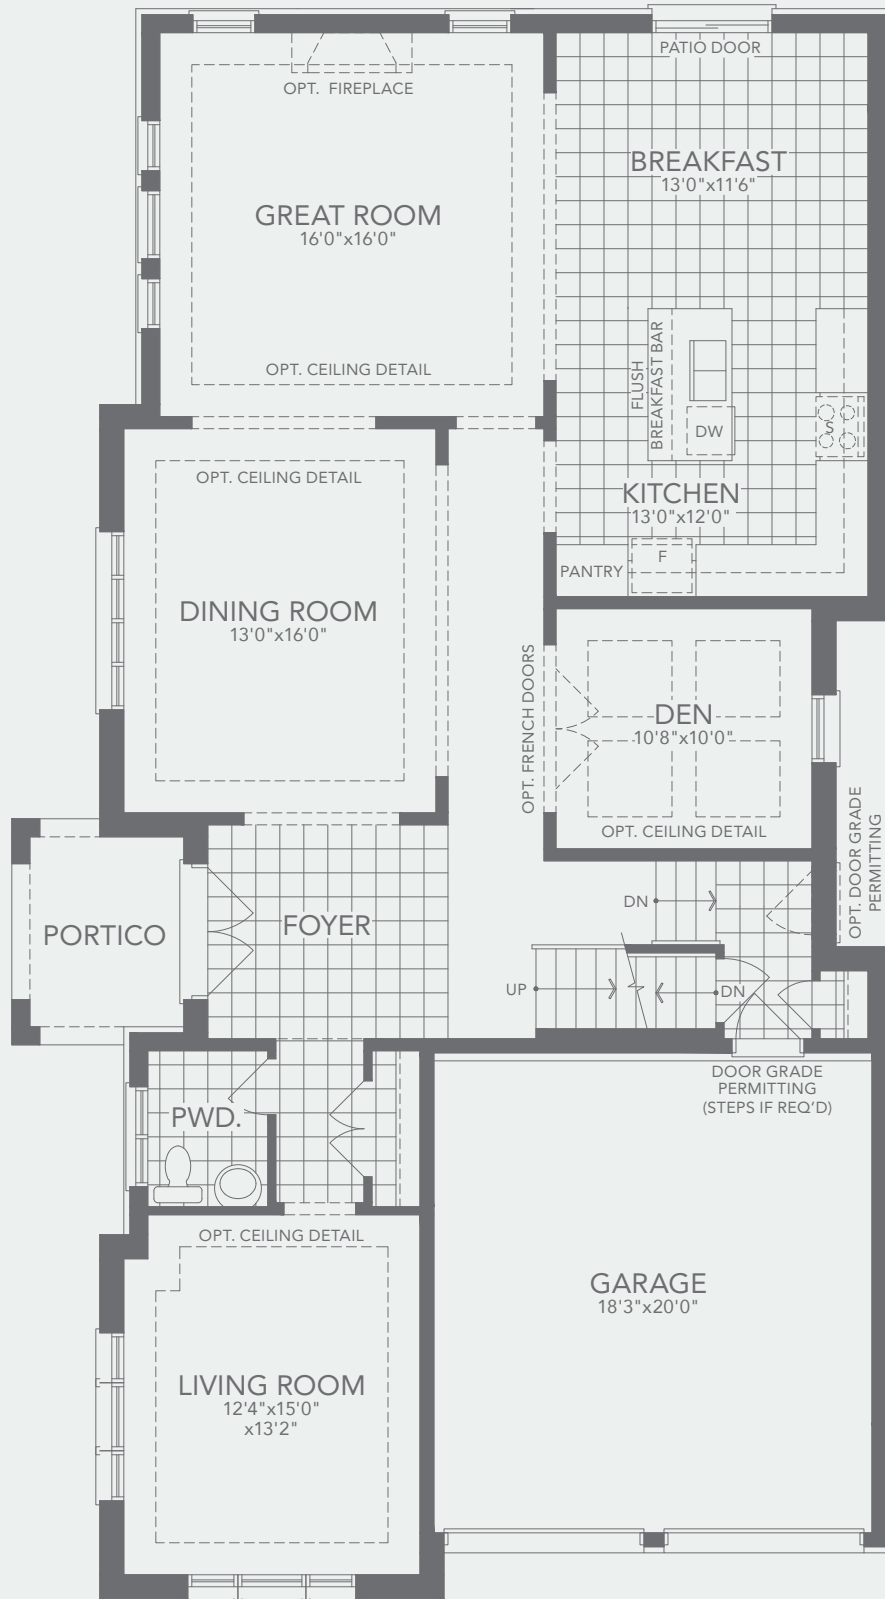 PATIO DOOR
OPT. FIREPLACE
BREAKFAST
13'0"x11'6"
GREAT ROOM
16'0"x16'0"
OPT. CEILING DETAIL
FLUSH
BREAKFAST BAR
DW
S
OPT. CEILING DETAIL
KITCHEN
13'0"x12'0"
F
PANTRY
DINING ROOM
13'0"x16'0"
OPT. FRENCH DOORS
DEN
10'8"x10'0"
OPT. CEILING DETAIL
OPT. DOOR GRADE
PERMITTING
DN
PORTICO
FOYER
UP
DN
DOOR GRADE
PERMITTING
(STEPS IF REQ'D)
PWD.
OPT. CEILING DETAIL
GARAGE
18'3"x20'0"
LIVING ROOM
12'4"x15'0"
x13'2"